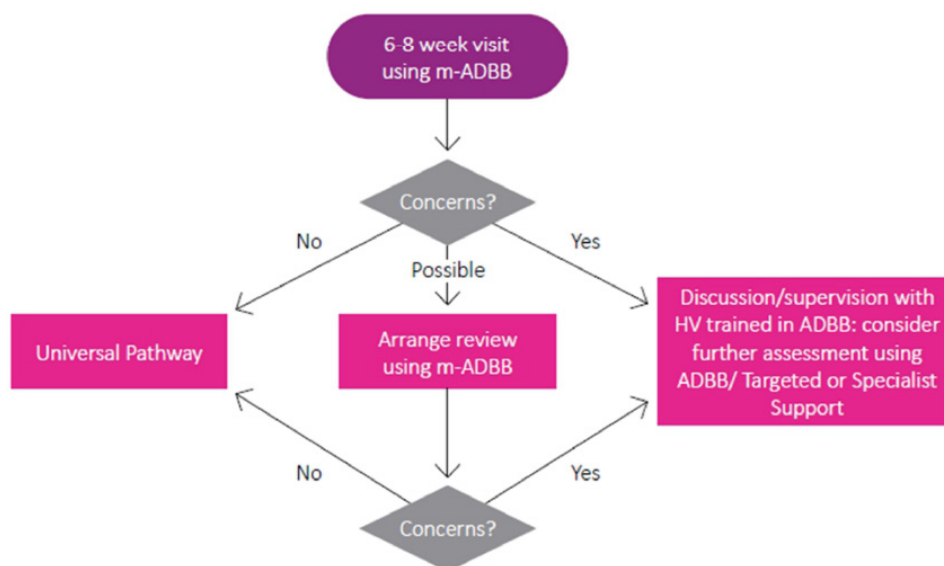 6-8 week visit
using m-ADBB
Concerns?
No
Yes
Possible
Universal Pathway
Arrange review
using m-ADBB
Discussion/supervision with
HV trained in ADBB: consider
further assessment using
ADBB/ Targeted or Specialist
Support
No
Yes
Concerns?